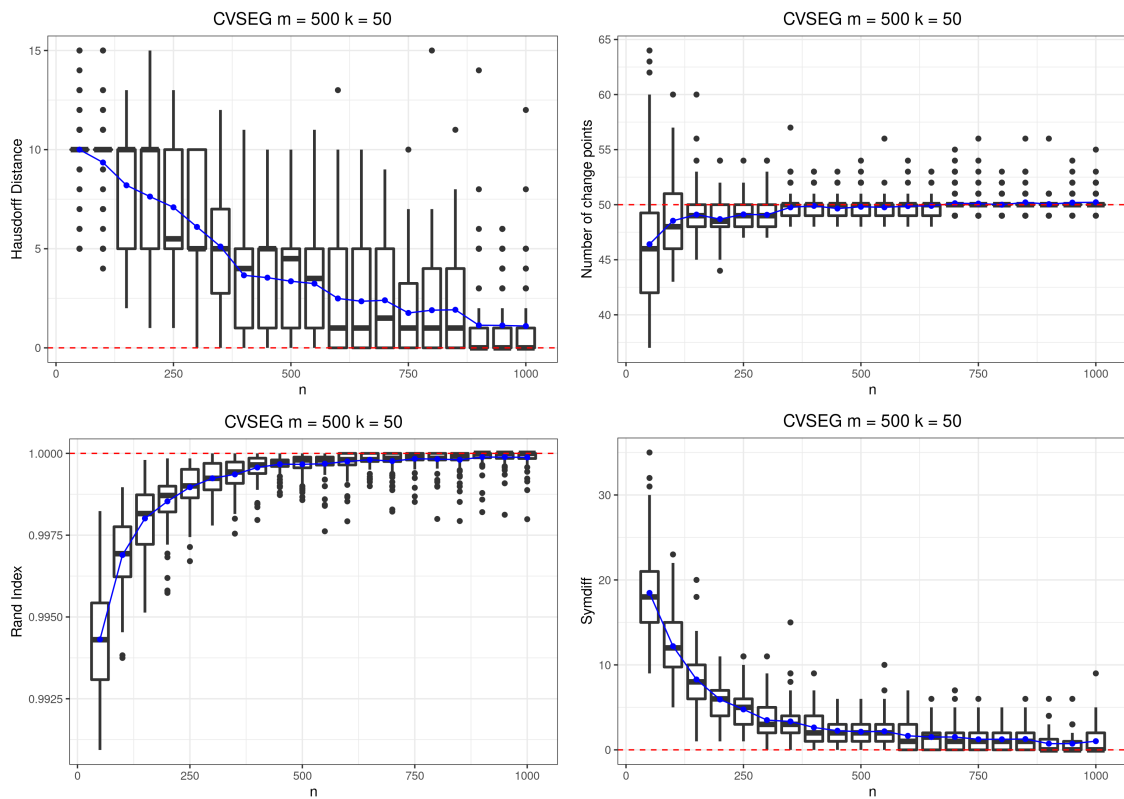 CVSEG m = 500 k = 50
Hausdorff Distance
15
10
5
0
0 250 500 750 1000
n
CVSEG m = 500 k = 50
Number of change points
65
60
55
50
45
40
0 250 500 750 1000
n
CVSEG m = 500 k = 50
Rand Index
1.0000
0.9975
0.9950
0.9925
0 250 500 750 1000
n
CVSEG m = 500 k = 50
Symdiff
30
20
10
0
0 250 500 750 1000
n